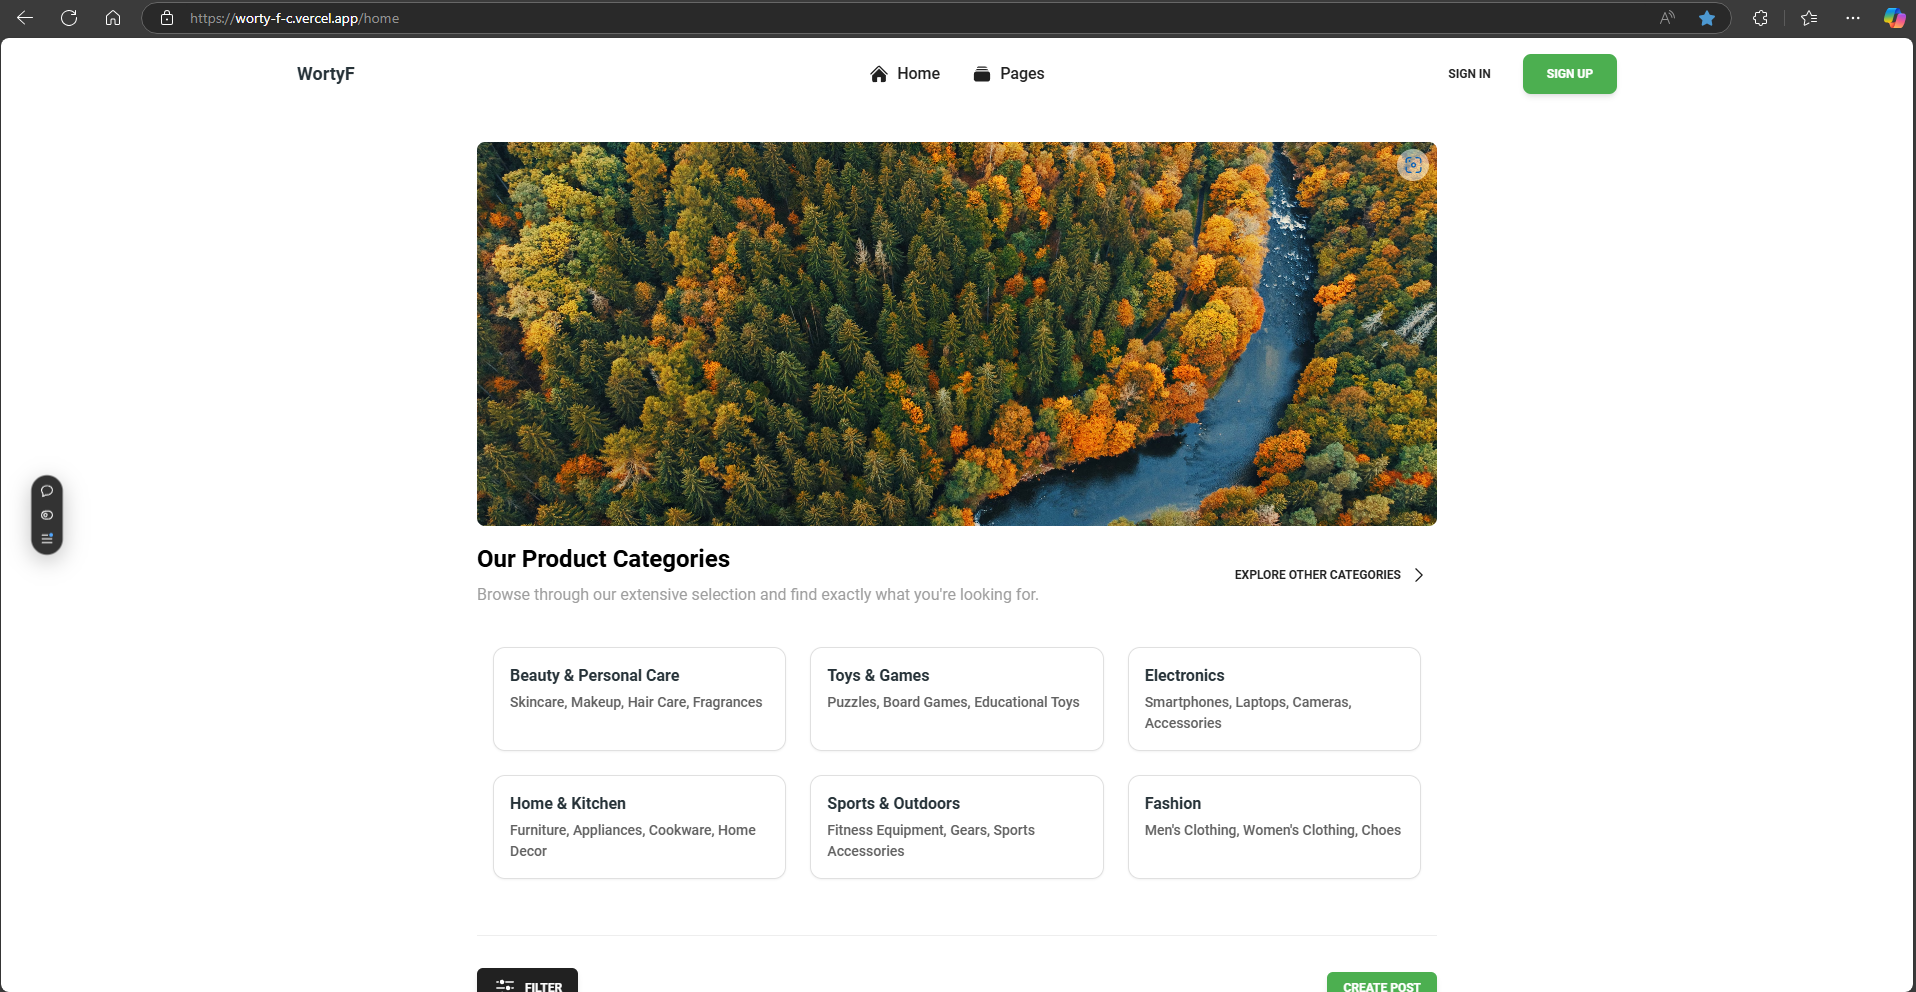 https://worty-f-c.vercel.app/home
WortyF
Home
Pages
SIGN IN
SIGN UP
Our Product Categories
Browse through our extensive selection and find exactly what you're looking for.
EXPLORE OTHER CATEGORIES
Beauty & Personal Care
Skincare, Makeup, Hair Care, Fragrances
Toys & Games
Puzzles, Board Games, Educational Toys
Electronics
Smartphones, Laptops, Cameras,
Accessories
Home & Kitchen
Furniture, Appliances, Cookware, Home
Decor
Sports & Outdoors
Fitness Equipment, Gears, Sports
Accessories
Fashion
Men's Clothing, Women's Clothing, Choes
FILTER
CREATE POST